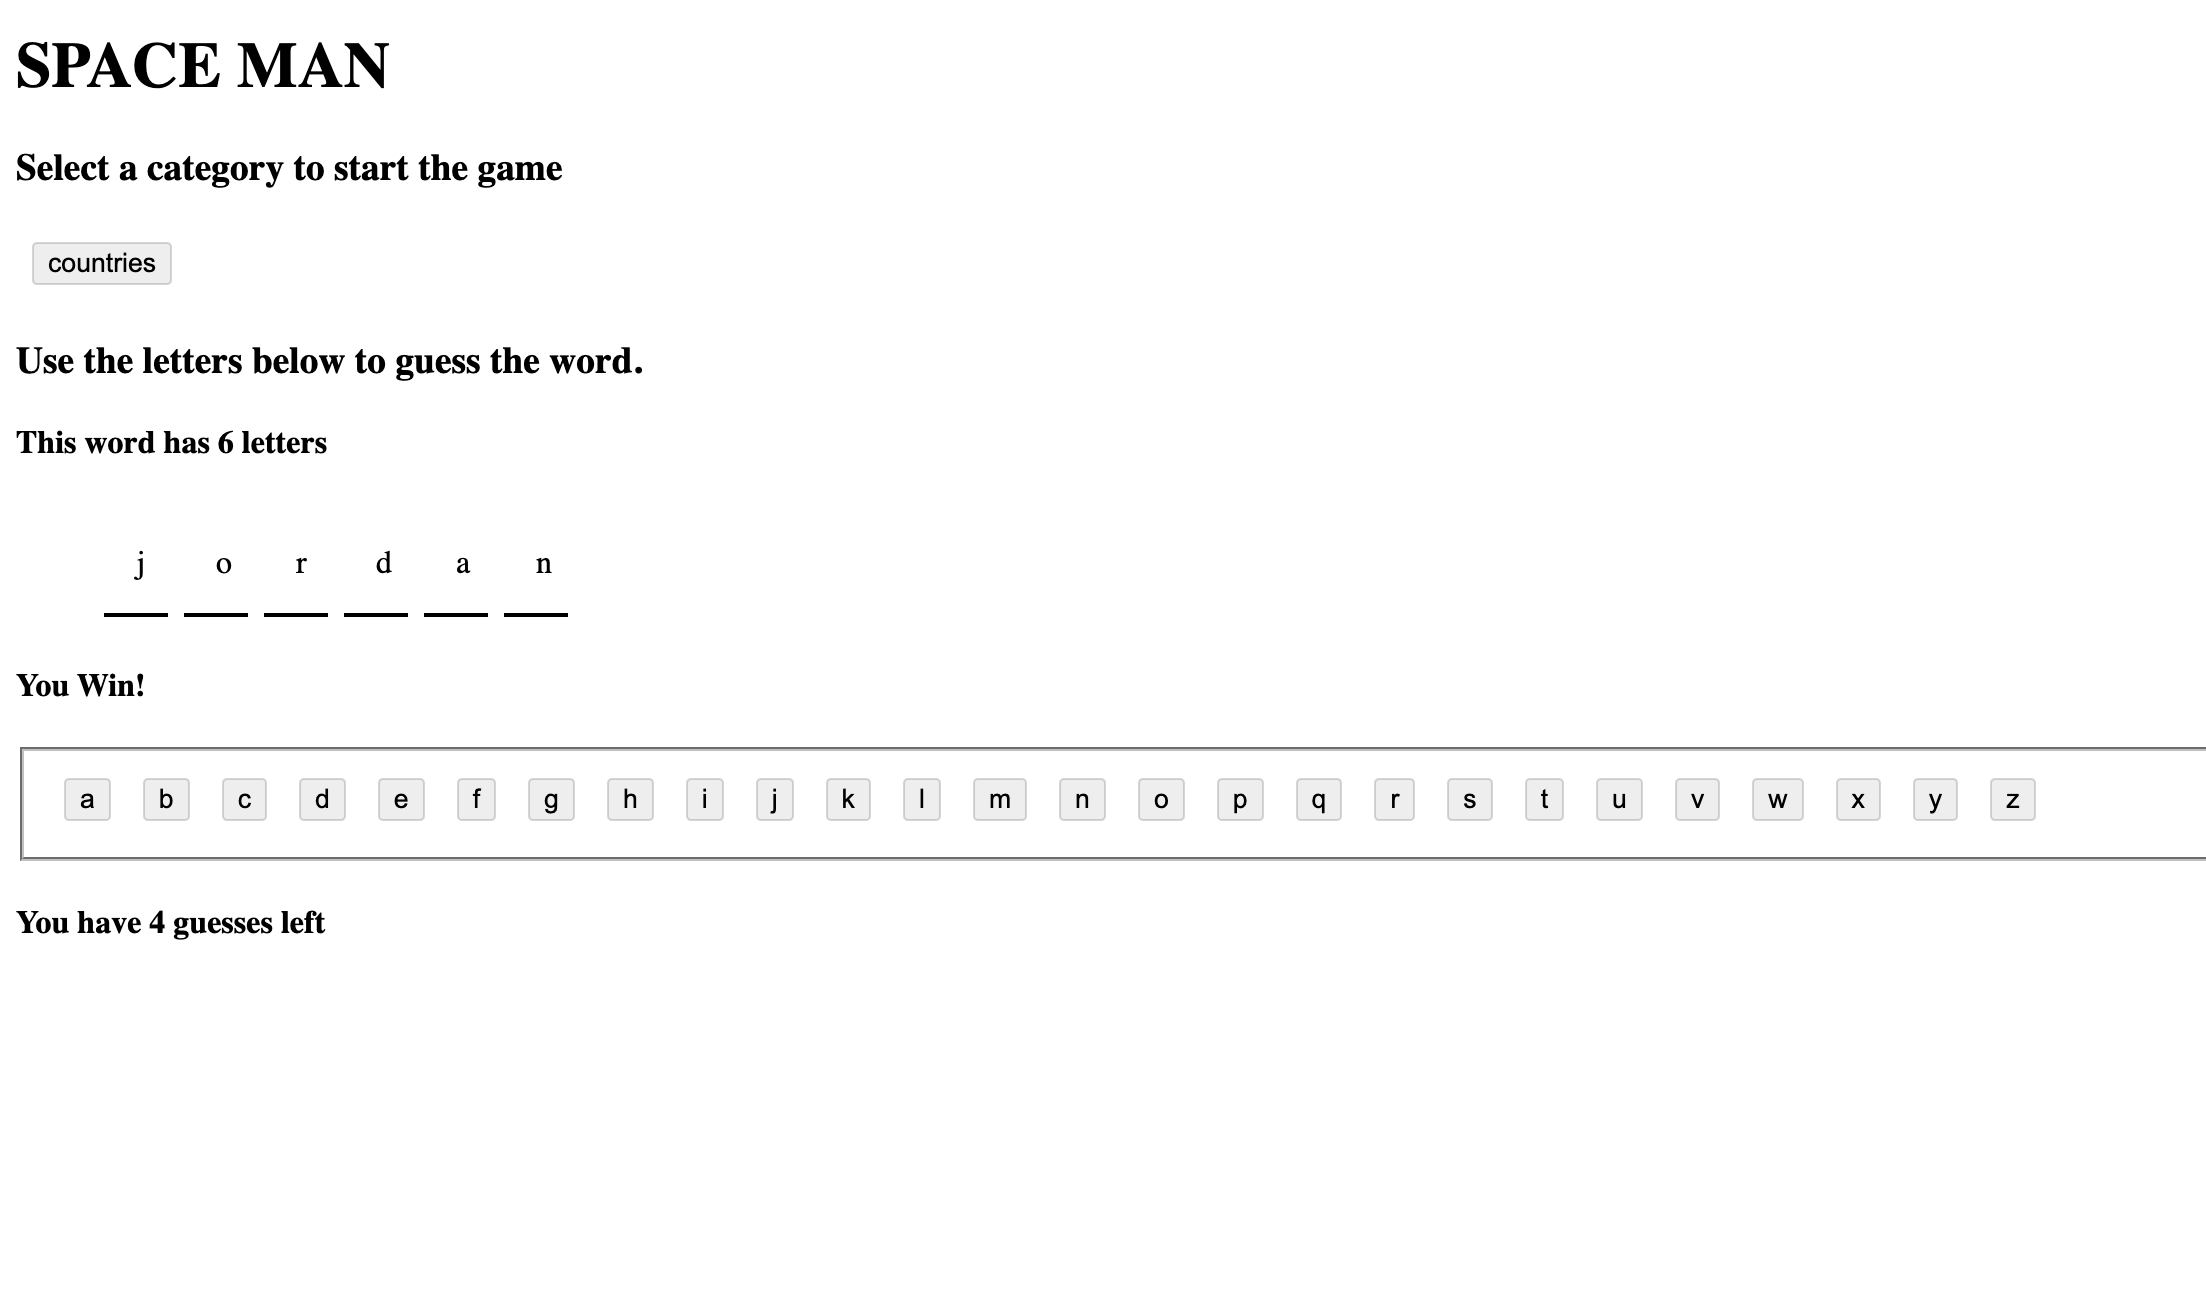 SPACE MAN
Select a category to start the game
countries
Use the letters below to guess the word.
This word has 6 letters
j o r d a n
You Win!
a b c d e f g h i j k l m n o p q r s t u v w x y z
You have 4 guesses left